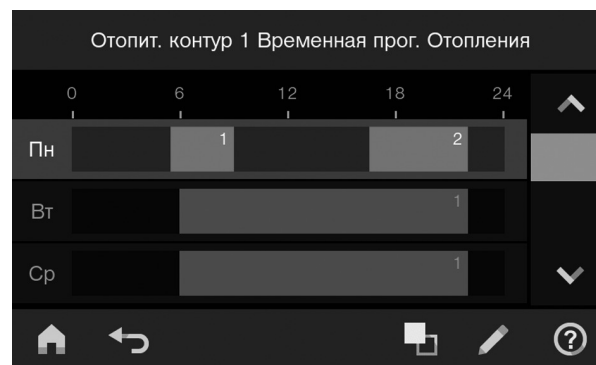 Отопит. контур 1 Временная прог. Отопления
0 6 12 18 24
Пн 1 2
Вт 1
Ср 1
?